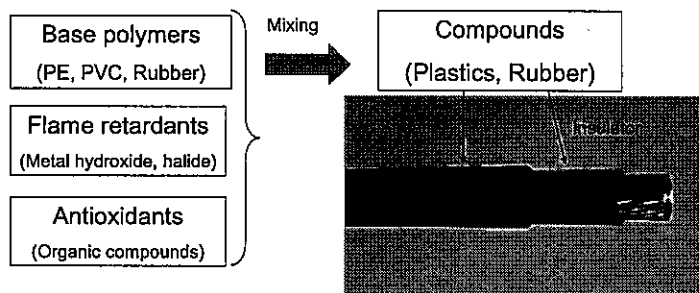 Base polymers
(PE, PVC, Rubber)
Flame retardants
(Metal hydroxide, halide)
Antioxidants
(Organic compounds)
Mixing
Compounds
(Plastics, Rubber)
Insulator